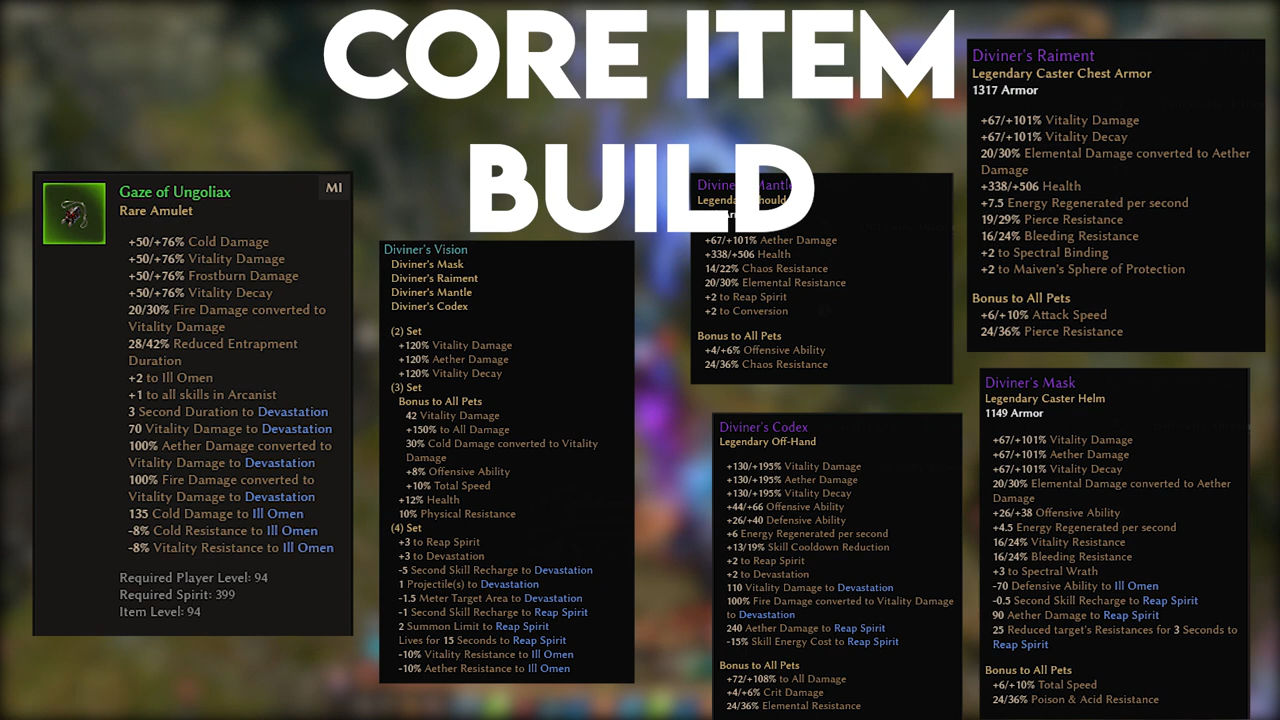 CORE ITEM
BUILD
MI
Gaze of Ungoliax
Rare Amulet
+50/+76% Cold Damage
+50/+76% Vitality Damage
+50/+76% Frostburn Damage
+50/+76% Vitality Decay
20/30% Fire Damage converted to
Vitality Damage
28/42% Reduced Entrapment
Duration
+2 to Ill Omen
+1 to all skills in Arcanist
3 Second Duration to Devastation
70 Vitality Damage to Devastation
100% Aether Damage converted to
Vitality Damage to Devastation
100% Fire Damage converted to
Vitality Damage to Devastation
135 Cold Damage to Ill Omen
-8% Cold Resistance to Ill Omen
-8% Vitality Resistance to Ill Omen
Required Player Level: 94
Required Spirit: 399
Item Level: 94
Diviner's Vision
Diviner's Mask
Diviner's Raiment
Diviner's Mantle
Diviner's Codex
(2) Set
+120% Vitality Damage
+120% Aether Damage
+120% Vitality Decay
(3) Set
Bonus to All Pets
42 Vitality Damage
+150% to All Damage
30% Cold Damage converted to Vitality
Damage
+8% Offensive Ability
+10% Total Speed
+12% Health
10% Physical Resistance
(4) Set
+3 to Reap Spirit
+3 to Devastation
-5 Second Skill Recharge to Devastation
1 Projectile(s) to Devastation
-1.5 Meter Target Area to Devastation
-1 Second Skill Recharge to Reap Spirit
2 Summon Limit to Reap Spirit
Lives for 15 Seconds to Reap Spirit
-10% Vitality Resistance to Ill Omen
-10% Aether Resistance to Ill Omen
+67/+101% Aether Damage
+338/+506 Health
14/22% Chaos Resistance
20/30% Elemental Resistance
+2 to Reap Spirit
+2 to Conversion
Bonus to All Pets
+4/+6% Offensive Ability
24/36% Chaos Resistance
Diviner's Codex
Legendary Off-Hand
+130/+195% Vitality Damage
+130/+195% Aether Damage
+130/+195% Vitality Decay
+44/+66 Offensive Ability
+26/+40 Defensive Ability
+6 Energy Regenerated per second
+13/19% Skill Cooldown Reduction
+2 to Reap Spirit
+2 to Devastation
110 Vitality Damage to Devastation
100% Fire Damage converted to Vitality Damage
to Devastation
240 Aether Damage to Reap Spirit
-15% Skill Energy Cost to Reap Spirit
Bonus to All Pets
+72/+108% to All Damage
+4/+6% Crit Damage
24/36% Elemental Resistance
Diviner's Raiment
Legendary Caster Chest Armor
1317 Armor
+67/+101% Vitality Damage
+67/+101% Vitality Decay
20/30% Elemental Damage converted to Aether
Damage
+338/+506 Health
+7.5 Energy Regenerated per second
19/29% Pierce Resistance
16/24% Bleeding Resistance
+2 to Spectral Binding
+2 to Maiven's Sphere of Protection
Bonus to All Pets
+6/+10% Attack Speed
24/36% Pierce Resistance
Diviner's Mask
Legendary Caster Helm
1149 Armor
+67/+101% Vitality Damage
+67/+101% Aether Damage
+67/+101% Vitality Decay
20/30% Elemental Damage converted to Aether
Damage
+26/+38 Offensive Ability
+4.5 Energy Regenerated per second
16/24% Vitality Resistance
16/24% Bleeding Resistance
+3 to Spectral Wrath
-70 Defensive Ability to Ill Omen
-0.5 Second Skill Recharge to Reap Spirit
90 Aether Damage to Reap Spirit
25 Reduced target's Resistances for 3 Seconds to
Reap Spirit
Bonus to All Pets
+6/+10% Total Speed
24/36% Poison & Acid Resistance